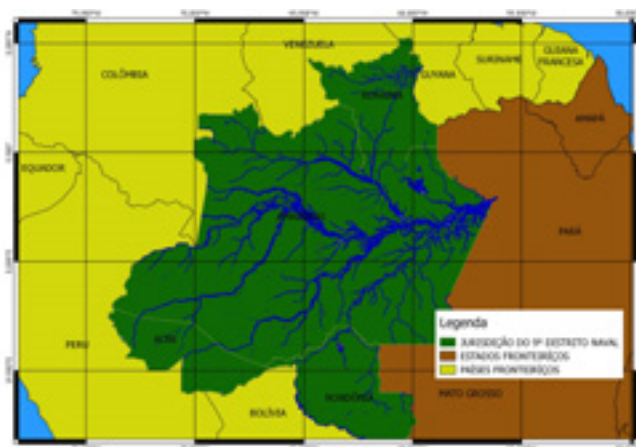 VENEZUELA
GUIANA
FRANCESA
SURINAME
GUYANA
COLÔMBIA
RORAIMA
AMAPÁ
EQUADOR
AMAZONAS
PARÁ
Legenda
JURISDIÇÃO DO 9º DISTRITO NAVAL
ESTADOS FRONTEIRIÇOS
PAÍSES FRONTEIRIÇOS
PERU
ACRE
MATO GROSSO
RONDÔNIA
BOLÍVIA